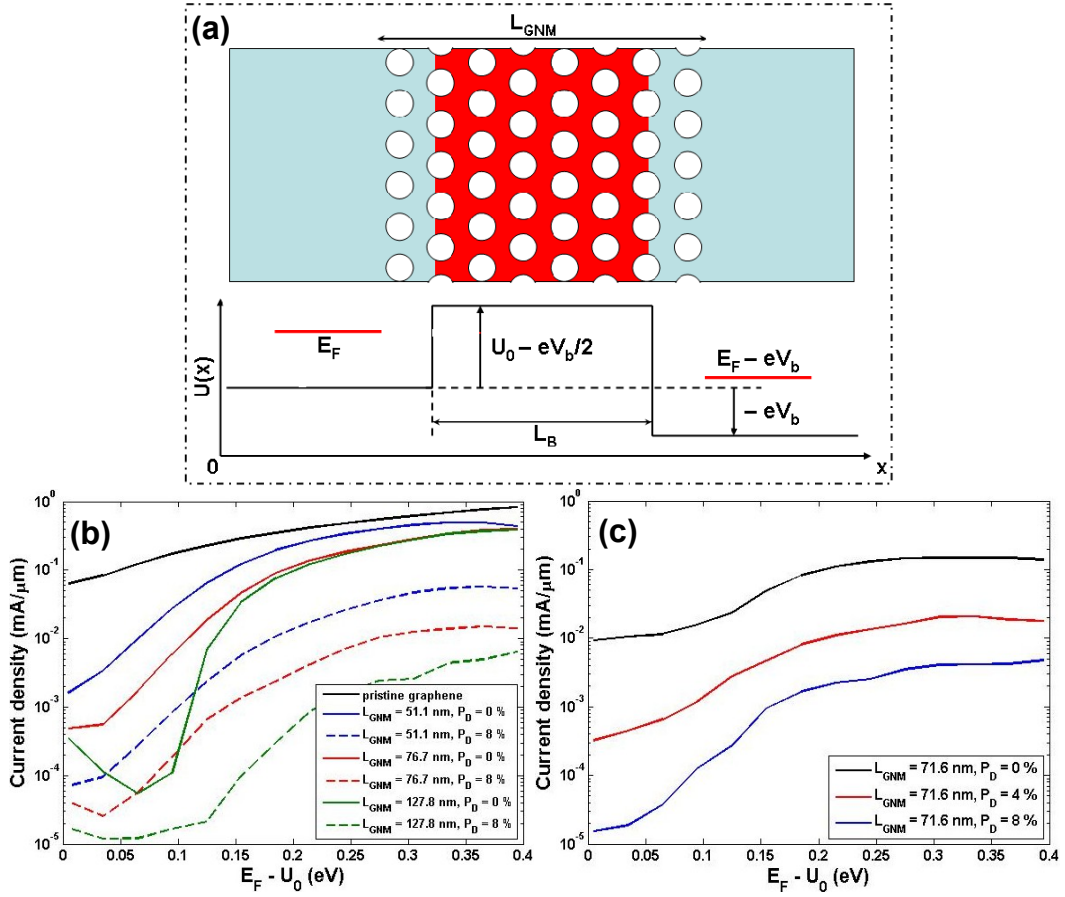 (a)
L_GNM
E_F
U_0 – eV_b/2
E_F – eV_b
– eV_b
L_B
U(x)
0
x
(b)
Current density (mA/μm)
10^0
10^-1
10^-2
10^-3
10^-4
10^-5
pristine graphene
L_GNM = 51.1 nm, P_D = 0 %
L_GNM = 51.1 nm, P_D = 8 %
L_GNM = 76.7 nm, P_D = 0 %
L_GNM = 76.7 nm, P_D = 8 %
L_GNM = 127.8 nm, P_D = 0 %
L_GNM = 127.8 nm, P_D = 8 %
0 0.05 0.1 0.15 0.2 0.25 0.3 0.35 0.4
E_F - U_0 (eV)
(c)
Current density (mA/μm)
10^0
10^-1
10^-2
10^-3
10^-4
10^-5
L_GNM = 71.6 nm, P_D = 0 %
L_GNM = 71.6 nm, P_D = 4 %
L_GNM = 71.6 nm, P_D = 8 %
0 0.05 0.1 0.15 0.2 0.25 0.3 0.35 0.4
E_F - U_0 (eV)